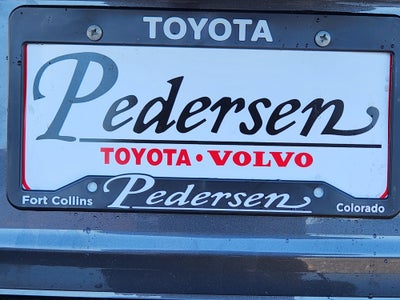 TOYOTA
Pedersen
TOYOTA • VOLVO
Pedersen
Fort Collins Colorado